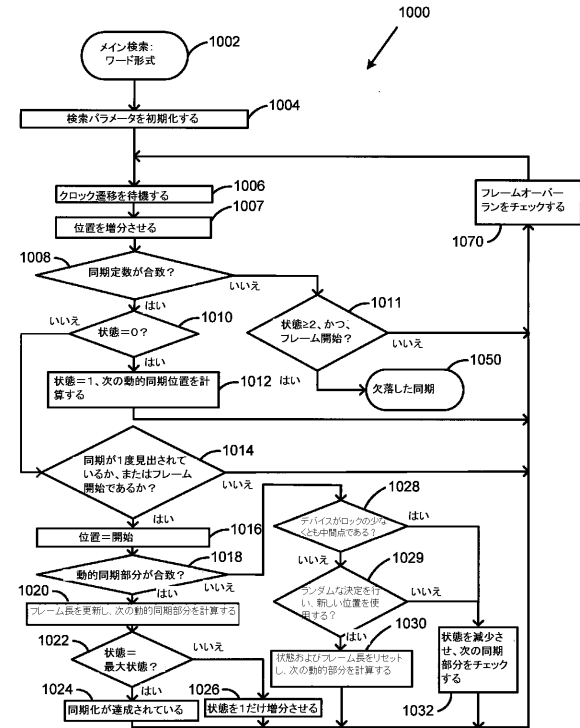 1000
メイン検索:
ワード形式
1002
検索パラメータを初期化する
1004
クロック遷移を待機する
1006
位置を増分させる
1007
フレームオーバー
ランをチェックする
1070
1008
同期定数が合致?
いいえ
はい
1010
状態=0?
いいえ
はい
1011
状態≥2、かつ、
フレーム開始?
いいえ
はい
1050
欠落した同期
状態=1、次の動的同期位置を計
算する
1012
1014
同期が1度見出されて
いるか、またはフレーム
開始であるか?
いいえ
はい
位置=開始
1016
1018
動的同期部分が合致?
いいえ
はい
1028
デバイスがロックの少な
くとも中間点である?
はい
いいえ
1029
ランダムな決定を行
い、新しい位置を使
用する?
いいえ
はい
1020
フレーム長を更新し、次の動的同期部分を計算する
1030
状態およびフレーム長をリセット
し、次の動的部分を計算する
1022
状態=
最大状態?
いいえ
はい
状態を減少さ
せ、次の同期
部分をチェック
する
1032
1024
同期化が達成されている
1026
状態を1だけ増分させる